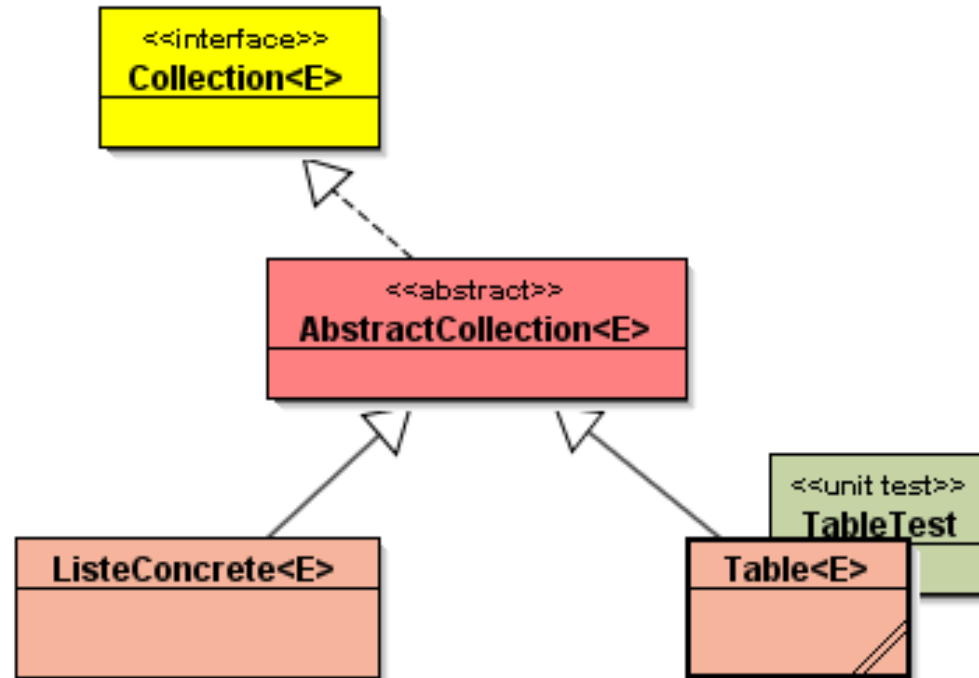 <<interface>>
Collection<E>
<<abstract>>
AbstractCollection<E>
<<unit test>>
TableTest
ListeConcrete<E>
Table<E>